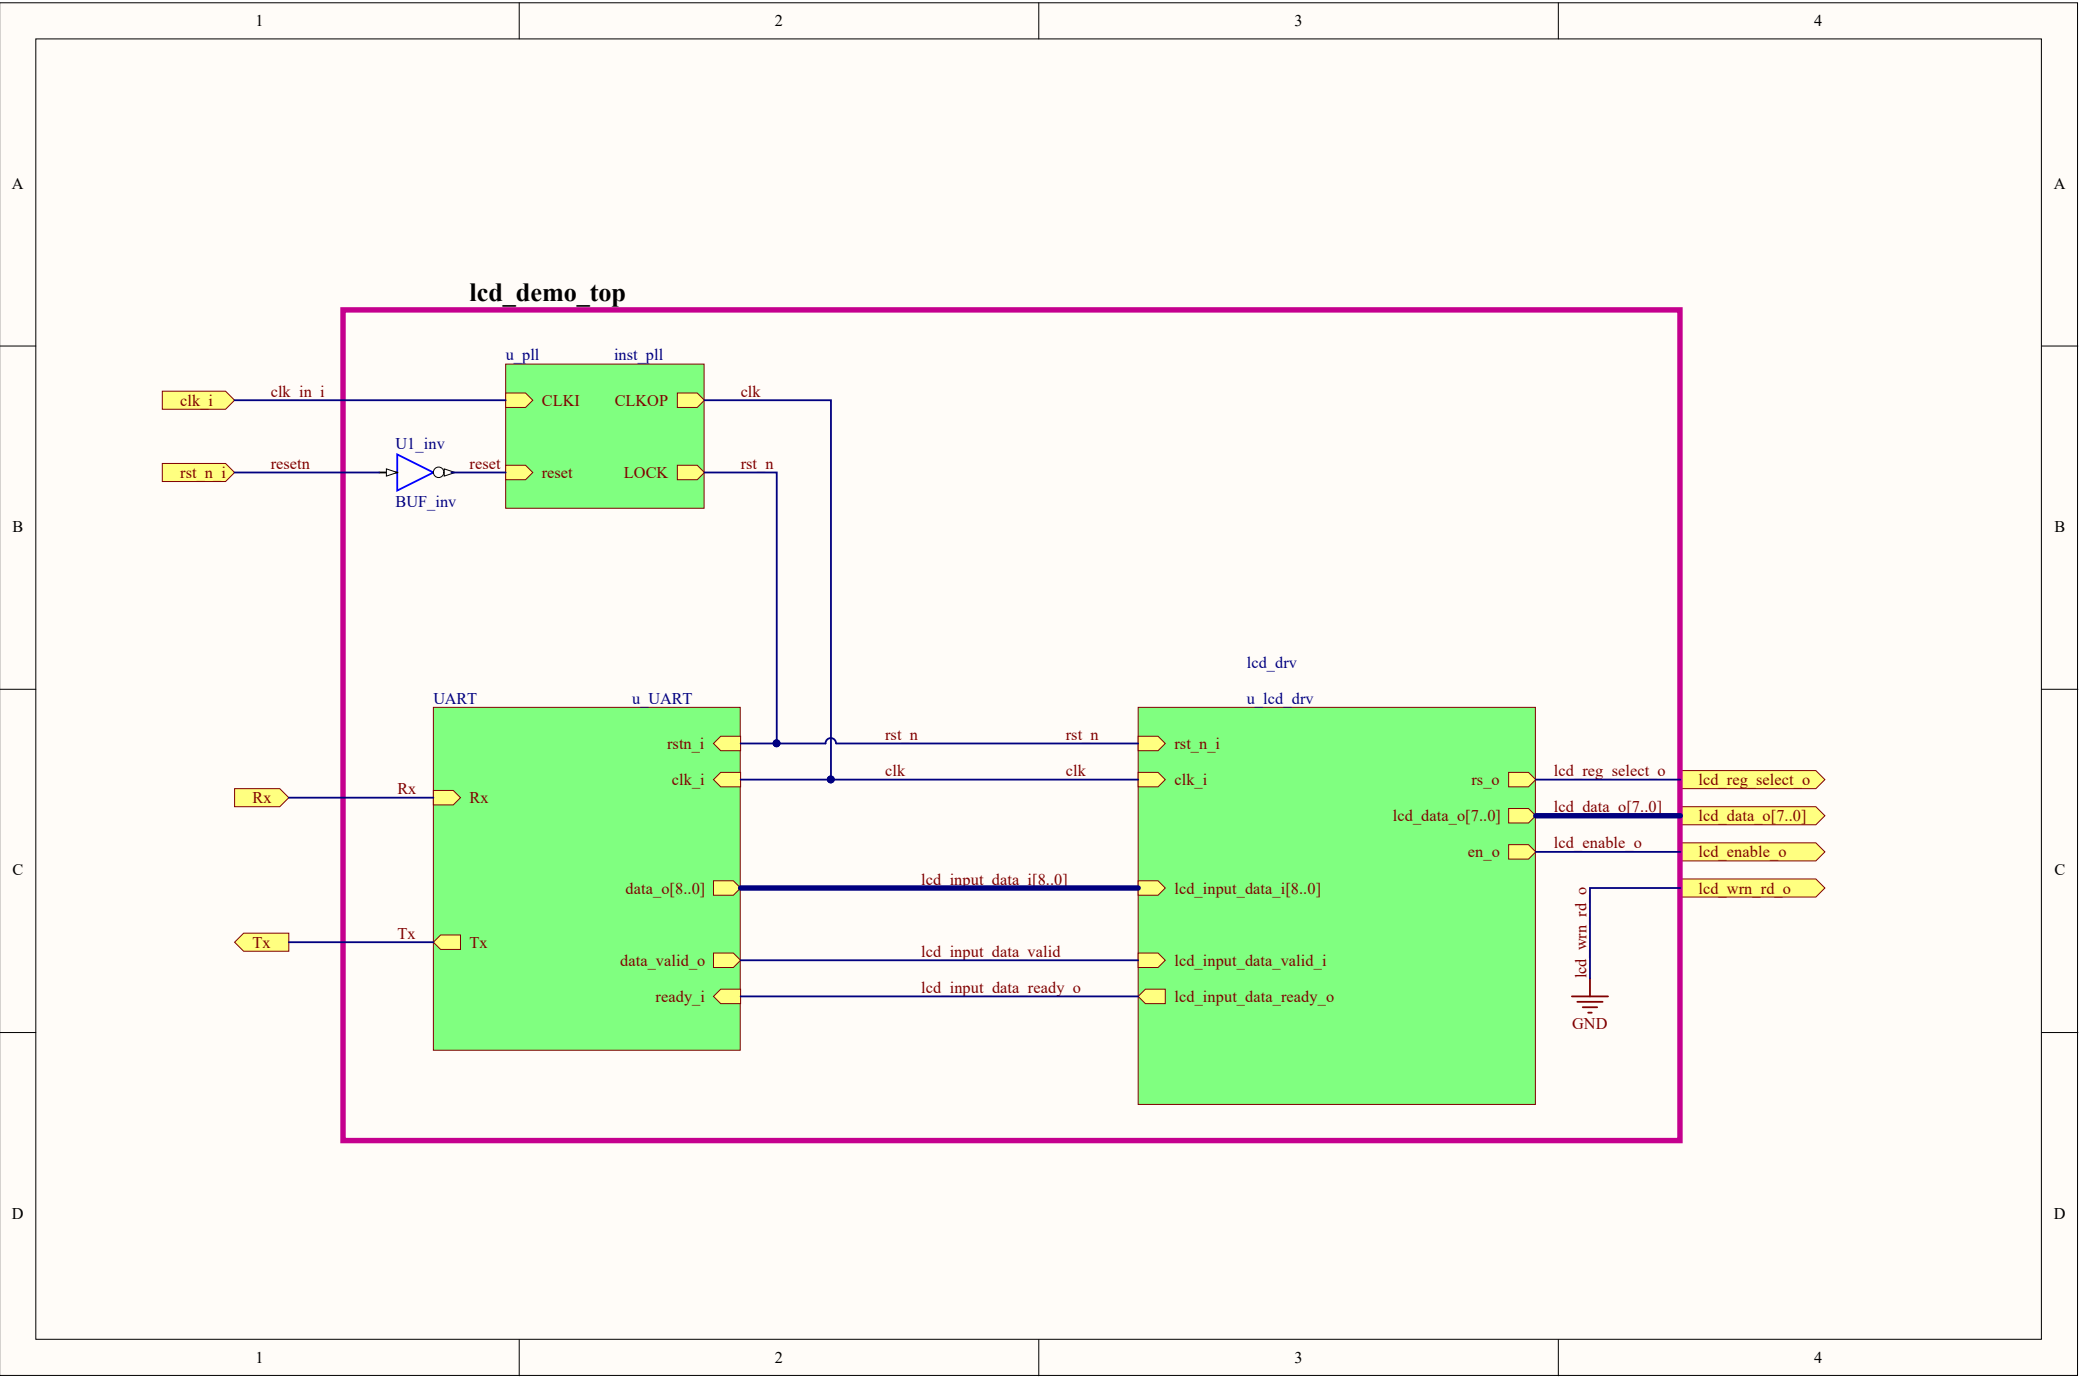 1 2 3 4
A A
lcd_demo_top
u_pll inst_pll
clk_i clk_in_i CLKI CLKOP clk
U1_inv
rst_n_i resetn reset reset LOCK rst_n
BUF_inv
B B
lcd_drv
UART u_UART u_lcd_drv
rstn_i rst_n rst_n rst_n_i
clk_i clk clk clk_i rs_o lcd_reg_select_o lcd_reg_select_o
Rx Rx Rx
lcd_data_o[7..0] lcd_data_o[7..0] lcd_data_o[7..0]
en_o lcd_enable_o lcd_enable_o
C C
data_o[8..0] lcd_input_data_i[8..0] lcd_input_data_i[8..0] lcd_wrn_rd_o
lcd_wrn_rd_o
Tx Tx Tx
data_valid_o lcd_input_data_valid lcd_input_data_valid_i
ready_i lcd_input_data_ready_o lcd_input_data_ready_o
GND
D D
1 2 3 4